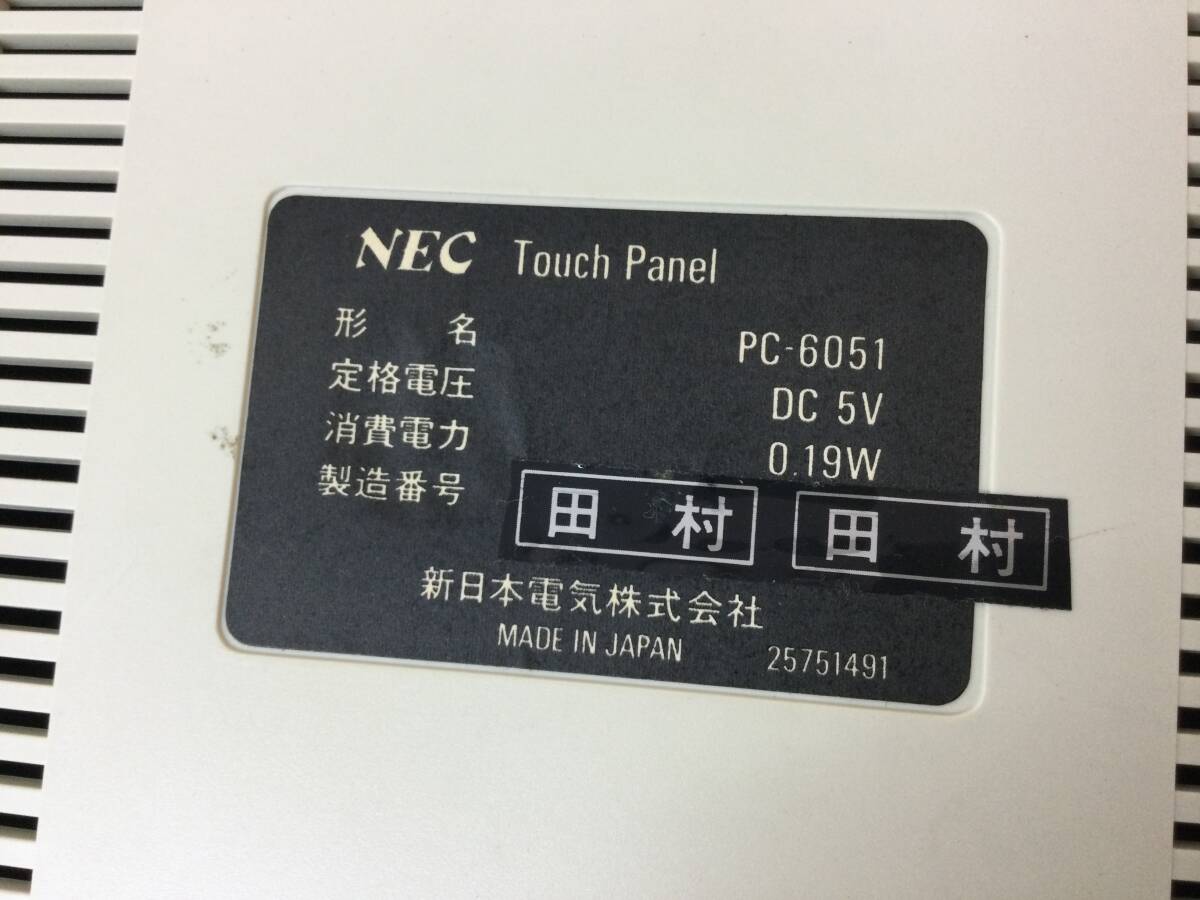 NEC Touch Panel
形 名 PC-6051
定格電圧 DC 5V
消費電力 0.19W
製造番号 田 村 田 村
新日本電気株式会社
MADE IN JAPAN 25751491